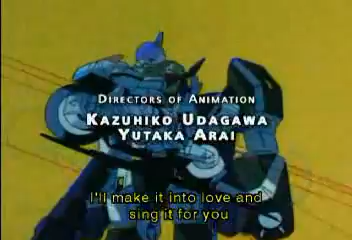 DIRECTORS OF ANIMATION
KAZUHIKO UDAGAWA
YUTAKA ARAI
I'll make it into love and
sing it for you